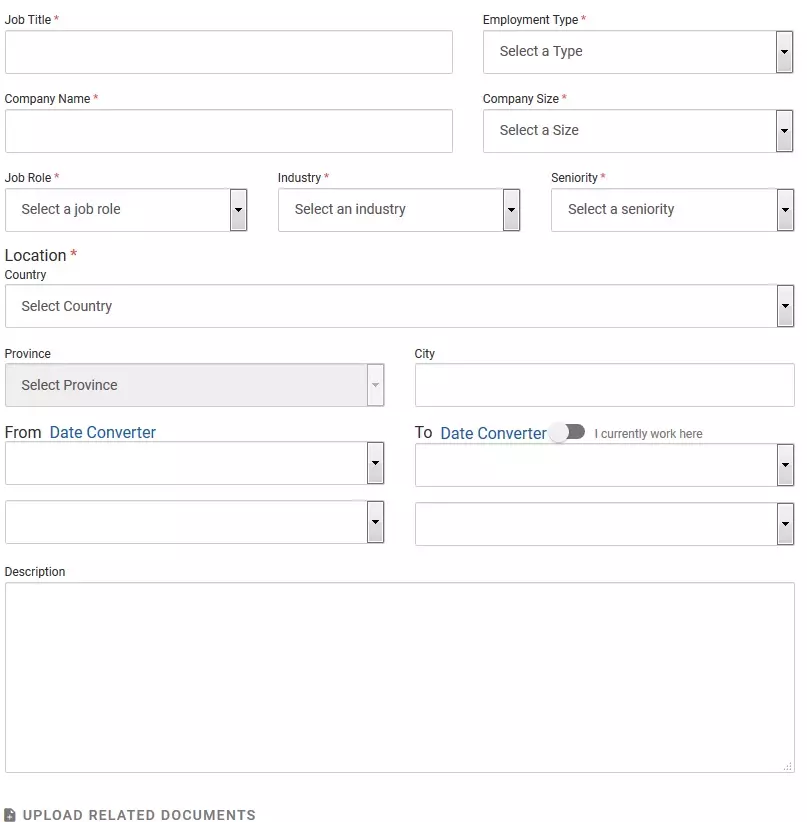 Job Title * Employment Type *
Select a Type
Company Name * Company Size *
Select a Size
Job Role * Industry * Seniority *
Select a job role Select an industry Select a seniority
Location *
Country
Select Country
Province City
Select Province
From Date Converter To Date Converter I currently work here
Description
UPLOAD RELATED DOCUMENTS